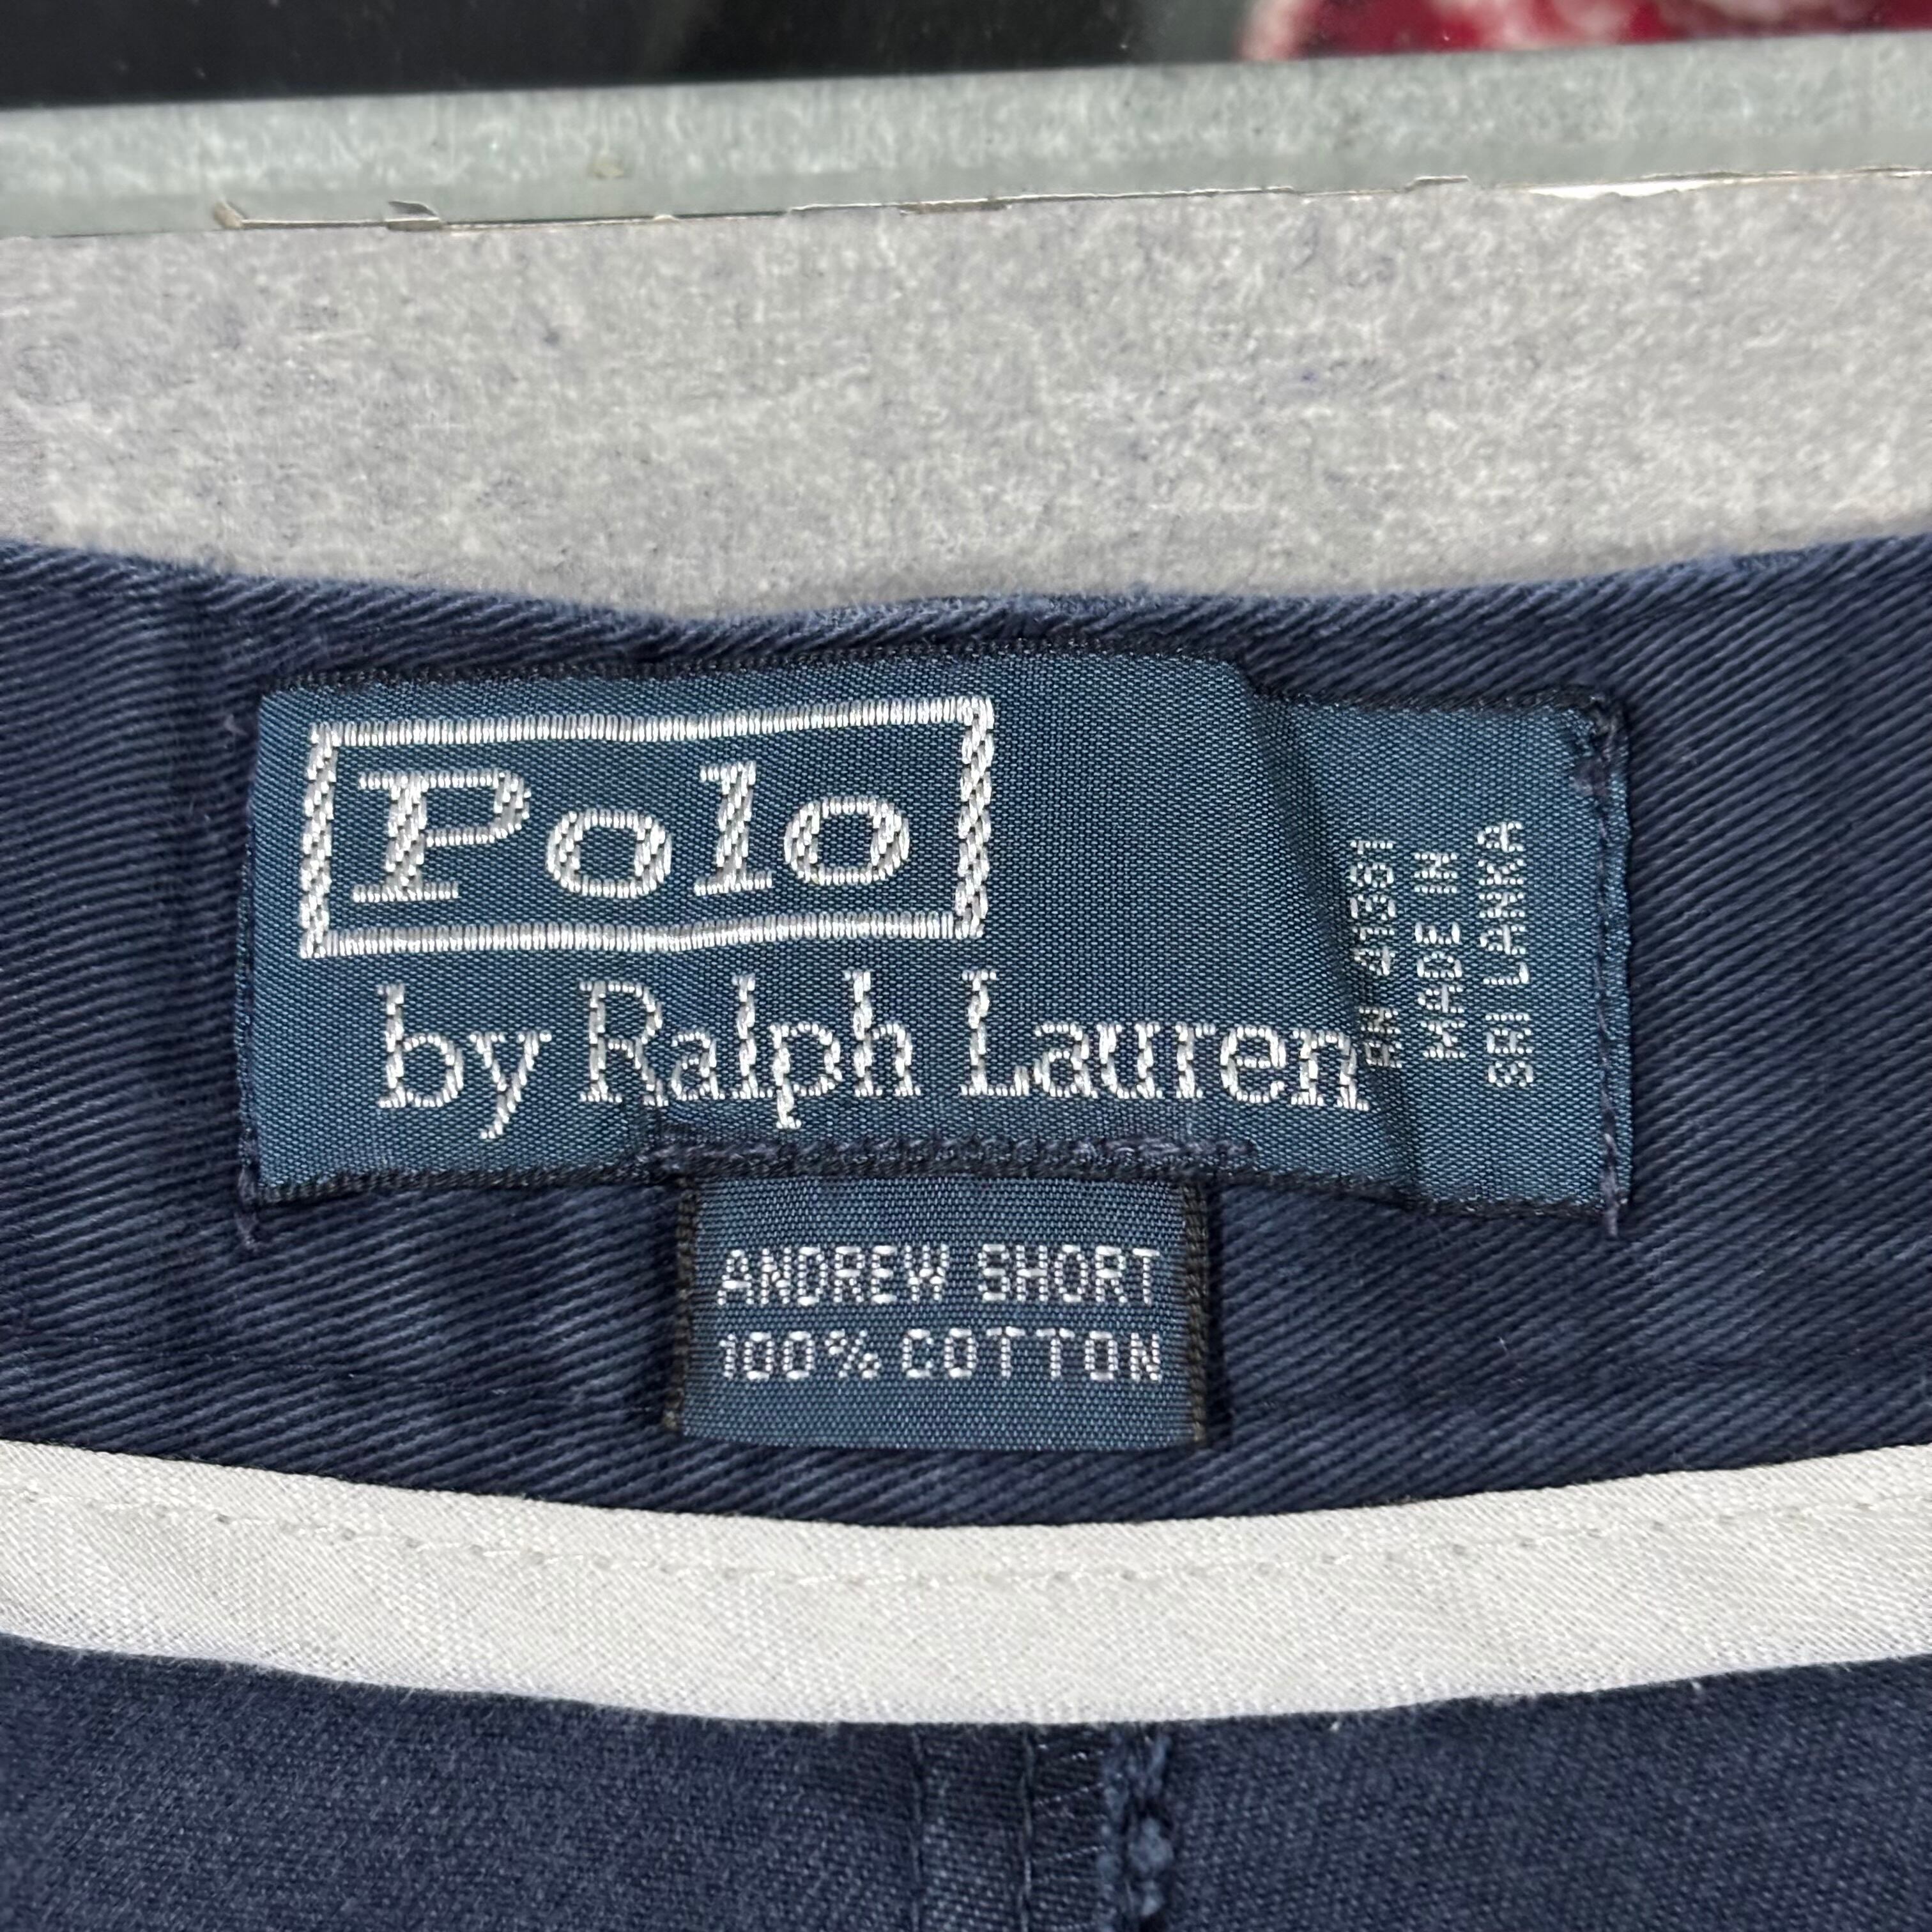 Polo
by Ralph Lauren
RN 41381
MADE IN
SRI LANKA
ANDREW SHORT
100% COTTON